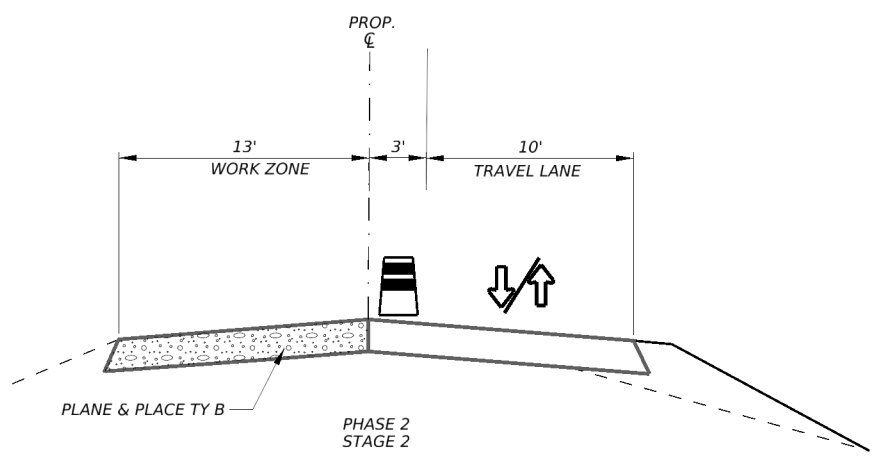 PROP.
℄
13'
3'
10'
WORK ZONE
TRAVEL LANE
PLANE & PLACE TY B
PHASE 2
STAGE 2